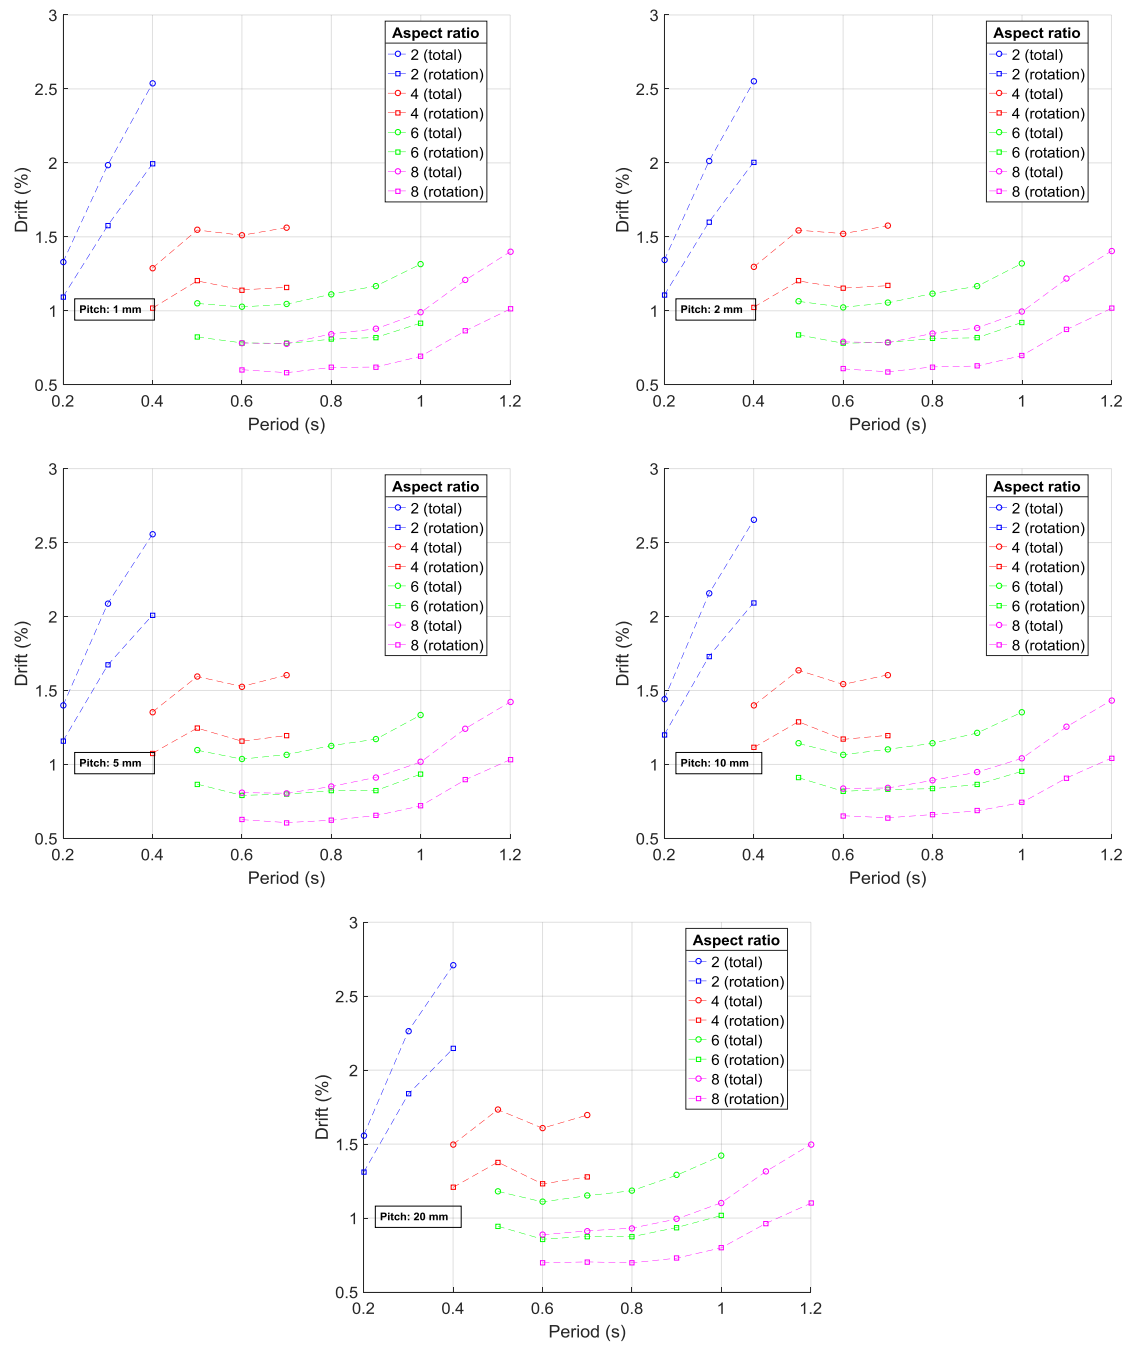 3
2.5
2
1.5
1
0.5
Drift (%)
0.2 0.4 0.6 0.8 1 1.2
Period (s)
Aspect ratio
2 (total)
2 (rotation)
4 (total)
4 (rotation)
6 (total)
6 (rotation)
8 (total)
8 (rotation)
Pitch: 1 mm
3
2.5
2
1.5
1
0.5
Drift (%)
0.2 0.4 0.6 0.8 1 1.2
Period (s)
Aspect ratio
2 (total)
2 (rotation)
4 (total)
4 (rotation)
6 (total)
6 (rotation)
8 (total)
8 (rotation)
Pitch: 2 mm
3
2.5
2
1.5
1
0.5
Drift (%)
0.2 0.4 0.6 0.8 1 1.2
Period (s)
Aspect ratio
2 (total)
2 (rotation)
4 (total)
4 (rotation)
6 (total)
6 (rotation)
8 (total)
8 (rotation)
Pitch: 5 mm
3
2.5
2
1.5
1
0.5
Drift (%)
0.2 0.4 0.6 0.8 1 1.2
Period (s)
Aspect ratio
2 (total)
2 (rotation)
4 (total)
4 (rotation)
6 (total)
6 (rotation)
8 (total)
8 (rotation)
Pitch: 10 mm
3
2.5
2
1.5
1
0.5
Drift (%)
0.2 0.4 0.6 0.8 1 1.2
Period (s)
Aspect ratio
2 (total)
2 (rotation)
4 (total)
4 (rotation)
6 (total)
6 (rotation)
8 (total)
8 (rotation)
Pitch: 20 mm